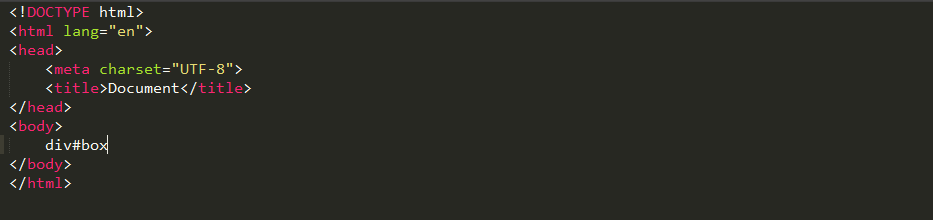 <!DOCTYPE html>
<html lang="en">
<head>
    <meta charset="UTF-8">
    <title>Document</title>
</head>
<body>
    div#box
</body>
</html>